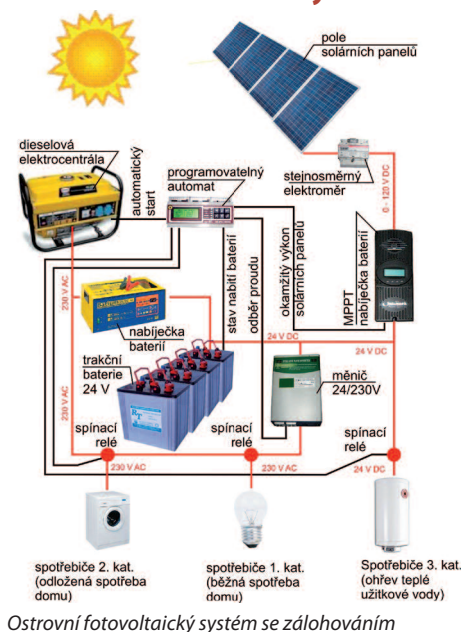 pole
solárních panelů
dieselová
elektrocentrála
automatický
start
programovatelný
automat
stejnosměrný
elektroměr
0 - 120 V DC
230 V AC
nabíječka
baterií
stav nabití baterií
odběr proudu
okamžitý výkon
solárních panelů
MPPT
nabíječka baterií
24 V DC
24 V DC
trakční
baterie
24 V
230 V AC
měnič
24/230V
spínací
relé
spínací
relé
spínací
relé
230 V AC
230 V AC
24 V DC
spotřebiče 2. kat.
(odložená spotřeba
domu)
spotřebiče 1. kat.
(běžná spotřeba
domu)
Spotřebiče 3. kat.
(ohřev teplé
užitkové vody)
Ostrovní fotovoltaický systém se zálohováním